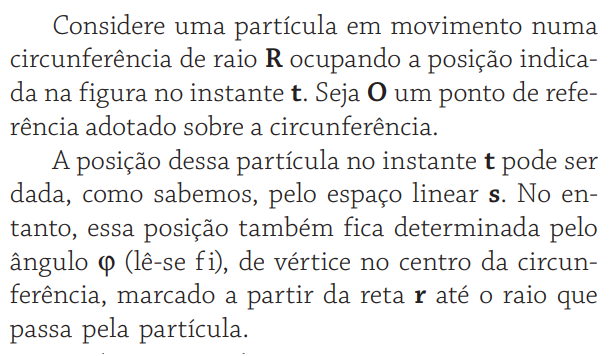 Considere uma partícula em movimento numa
circunferência de raio R ocupando a posição indica-
da na figura no instante t. Seja O um ponto de refe-
rência adotado sobre a circunferência.
A posição dessa partícula no instante t pode ser
dada, como sabemos, pelo espaço linear s. No en-
tanto, essa posição também fica determinada pelo
ângulo φ (lê-se fi), de vértice no centro da circun-
ferência, marcado a partir da reta r até o raio que
passa pela partícula.